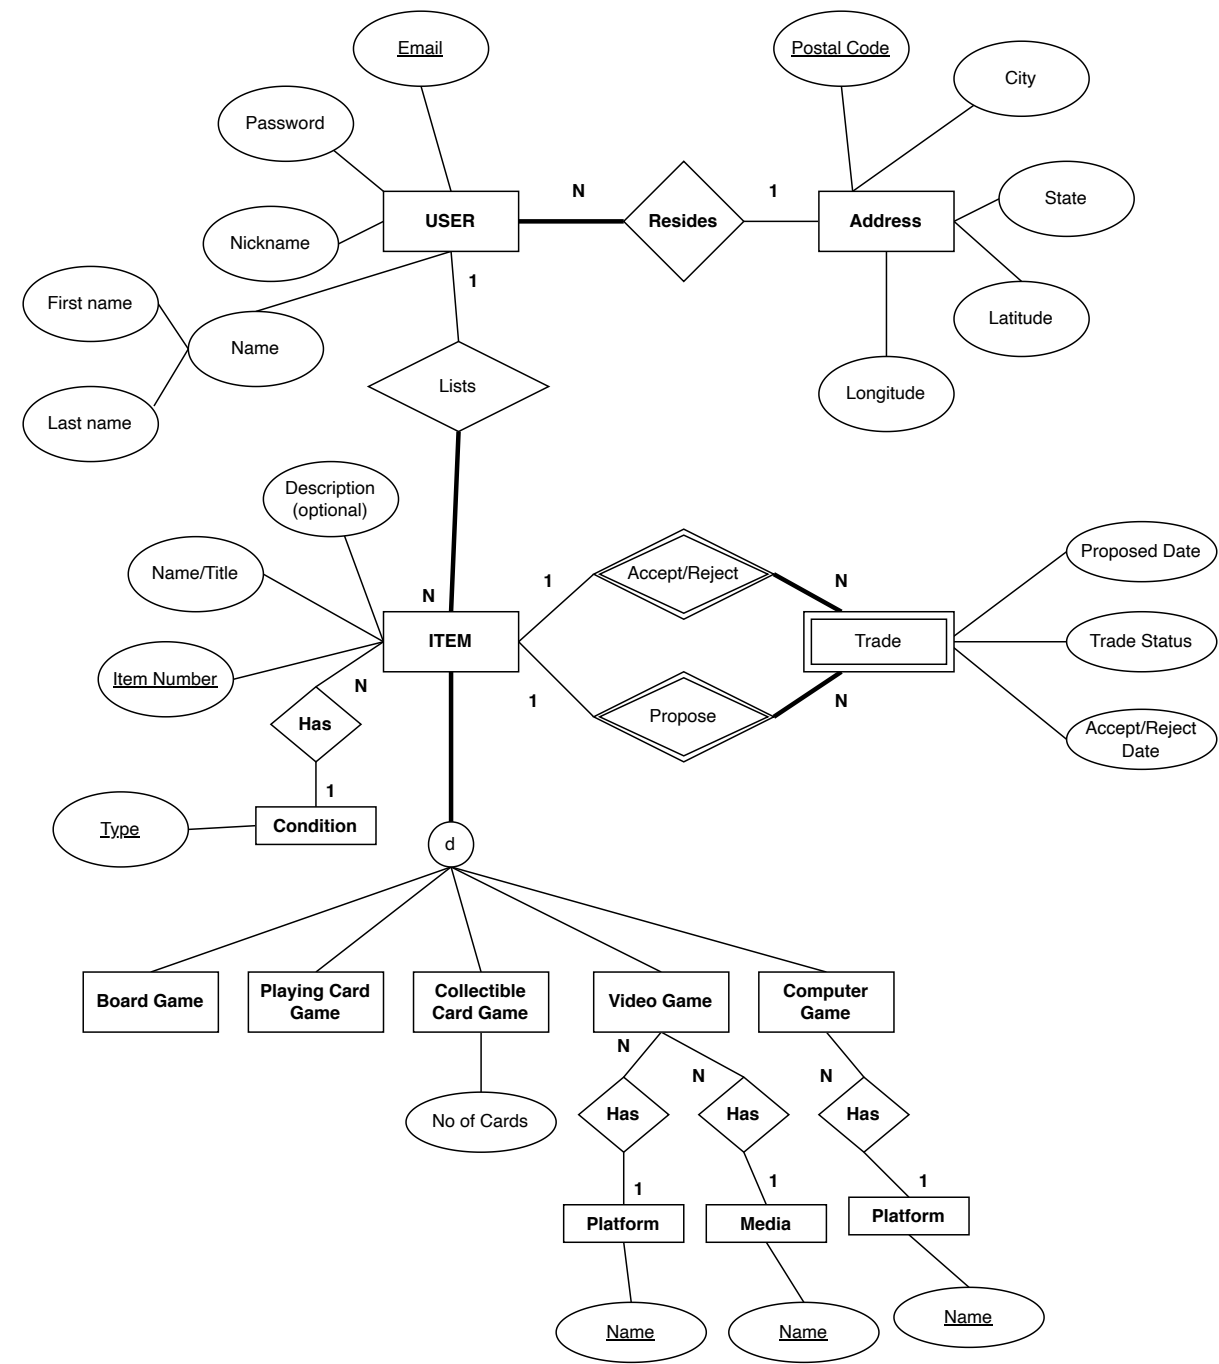 Email
Postal Code
City
Password
State
N
1
USER
Resides
Address
Nickname
1
First name
Name
Latitude
Lists
Longitude
Last name
Description
(optional)
Name/Title
Accept/Reject
1
N
Proposed Date
N
ITEM
Trade
Trade Status
Item Number
N
1
Propose
N
Has
Accept/Reject
Date
1
Type
Condition
d
Board Game
Playing Card
Game
Collectible
Card Game
Video Game
Computer
Game
N
N
N
No of Cards
Has
Has
Has
1
1
1
Platform
Media
Platform
Name
Name
Name